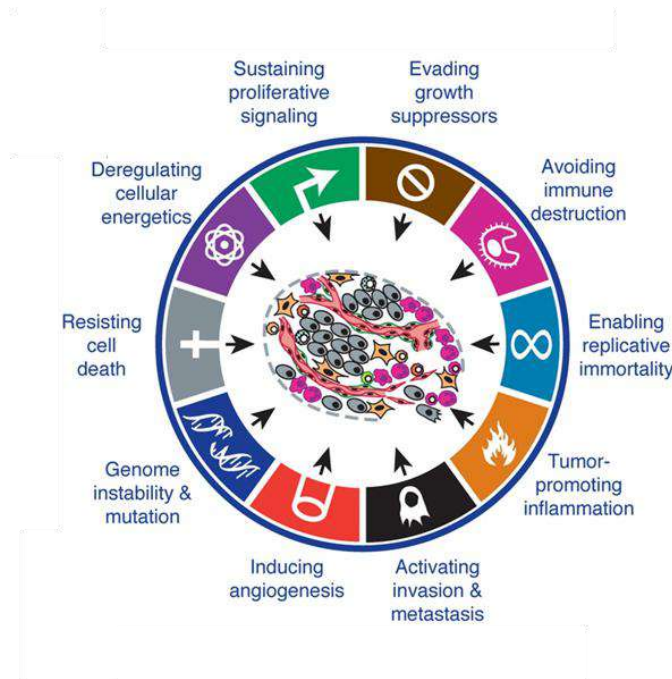 Sustaining
proliferative
signaling
Evading
growth
suppressors
Avoiding
immune
destruction
Enabling
replicative
immortality
Tumor-
promoting
inflammation
Activating
invasion &
metastasis
Inducing
angiogenesis
Genome
instability &
mutation
Resisting
cell
death
Deregulating
cellular
energetics